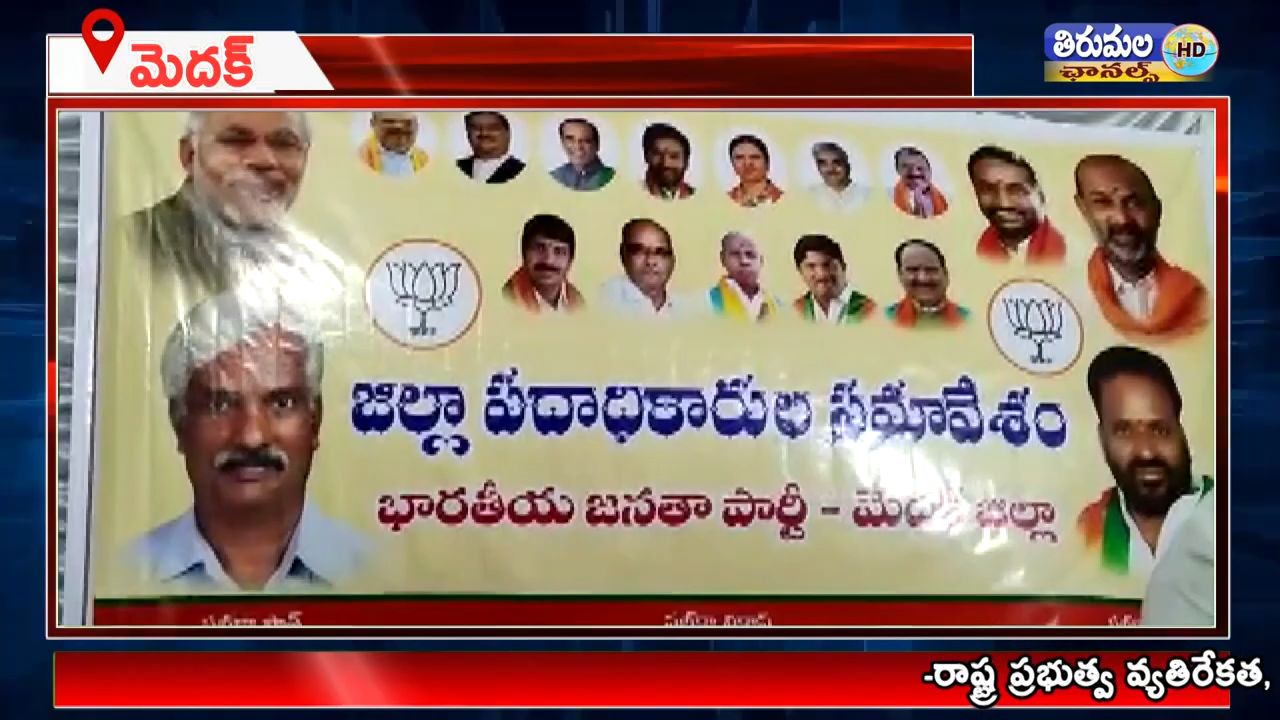 మెదక్
తిరుమల
HD
ఛానల్స్
జిల్లా పదాధికారుల సమావేశం
భారతీయ జనతా పార్టీ - మెదక్ జిల్లా
-రాష్ట్ర ప్రభుత్వ వ్యతిరేకత,